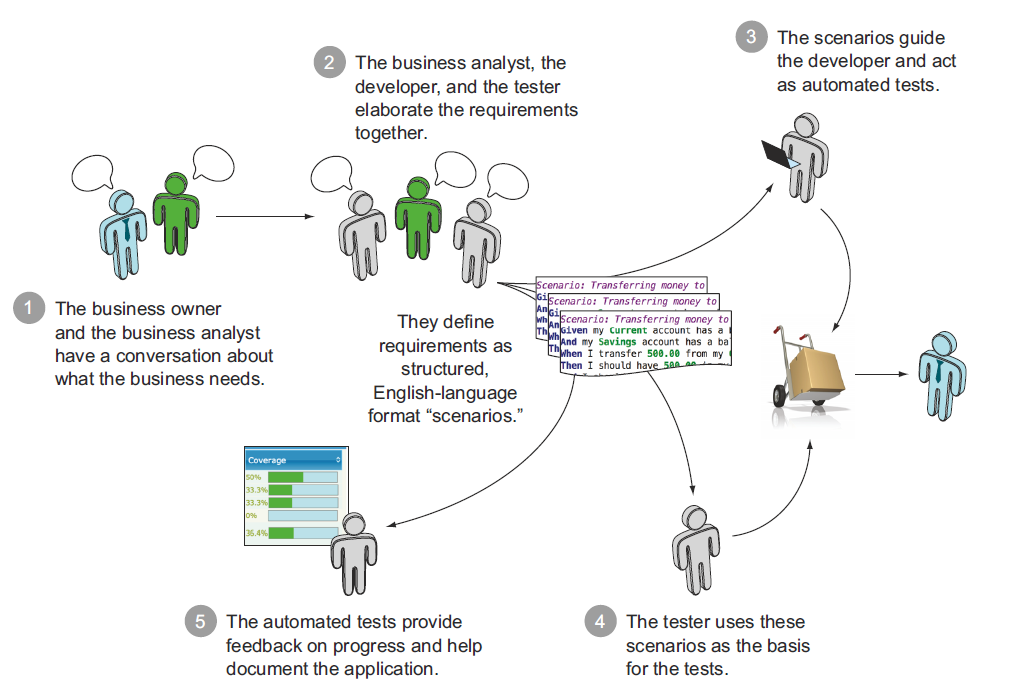 1
The business owner
and the business analyst
have a conversation about
what the business needs.
2
The business analyst, the
developer, and the tester
elaborate the requirements
together.
They define
requirements as
structured,
English-language
format “scenarios.”
Scenario: Transferring money to
Scenario: Transferring money to
Scenario: Transferring money to
Given my Current account has a
And my Savings account has a
When I transfer 500.00 from my
Then I should have
3
The scenarios guide
the developer and act
as automated tests.
4
The tester uses these
scenarios as the basis
for the tests.
Coverage
50%
33.3%
33.3%
0%
35.4%
5
The automated tests provide
feedback on progress and help
document the application.